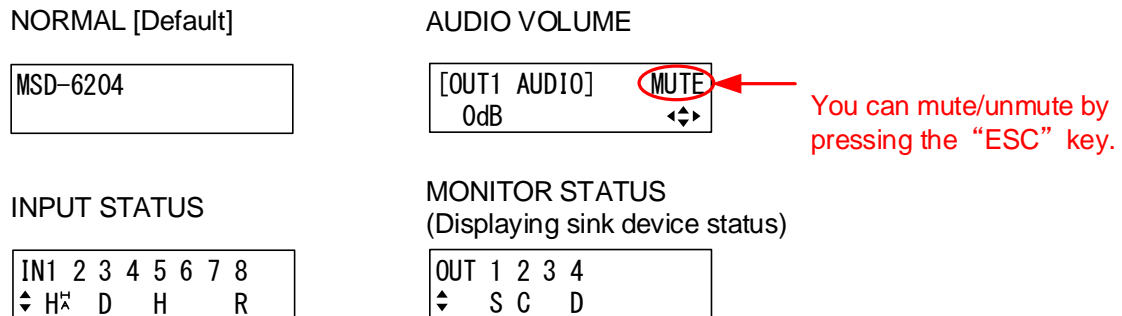 NORMAL [Default]
MSD-6204
AUDIO VOLUME
[OUT1 AUDIO] MUTE
0dB
You can mute/unmute by
pressing the “ESC” key.
INPUT STATUS
IN1 2 3 4 5 6 7 8
H D H R
MONITOR STATUS
(Displaying sink device status)
OUT 1 2 3 4
S C D